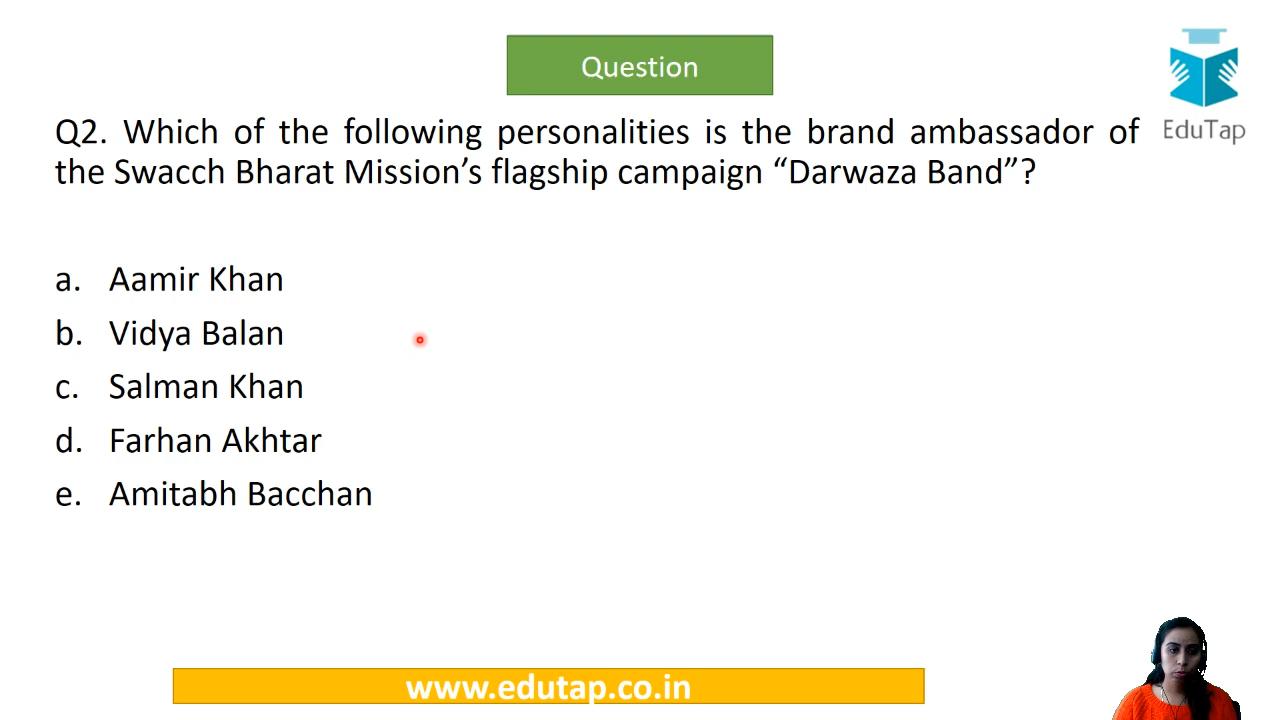 Question
EduTap
Q2. Which of the following personalities is the brand ambassador of
the Swacch Bharat Mission’s flagship campaign “Darwaza Band”?
a. Aamir Khan
b. Vidya Balan
c. Salman Khan
d. Farhan Akhtar
e. Amitabh Bacchan
www.edutap.co.in